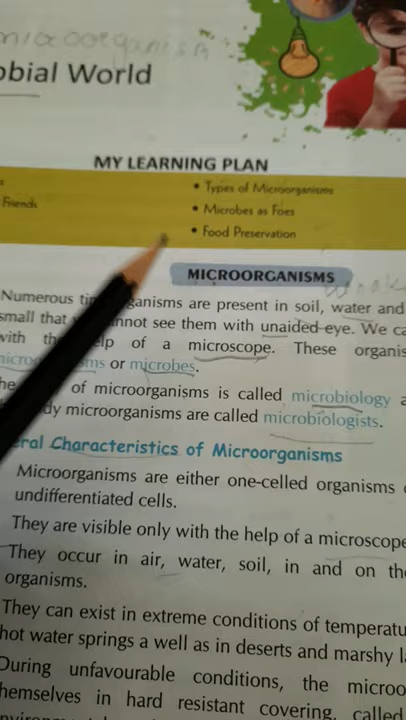 microorganism
obial World
MY LEARNING PLAN
Friends
• Types of Microorganisms
• Microbes as Foes
• Food Preservation
MICROORGANISMS
Numerous ganisms are present in soil, water and
small that nnot see them with unaided-eye. We ca
with th lp of a microscope. These organis
microo ms or microbes.
of microorganisms is called microbiology a
dy microorganisms are called microbiologists.
eral Characteristics of Microorganisms
Microorganisms are either one-celled organisms
undifferentiated cells.
They are visible only with the help of a microscope
They occur in air, water, soil, in and on the
organisms.
They can exist in extreme conditions of temperatu
hot water springs a well as in deserts and marshy l
During unfavourable conditions, the microo
hemselves in hard resistant covering, called